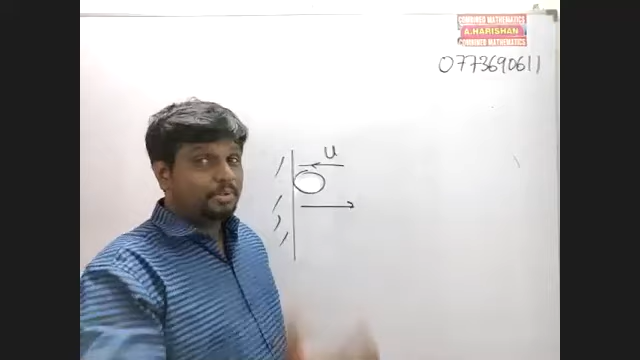 COMBINED MATHEMATICS
A.HARISHAN
COMBINED MATHEMATICS
0773690611
u